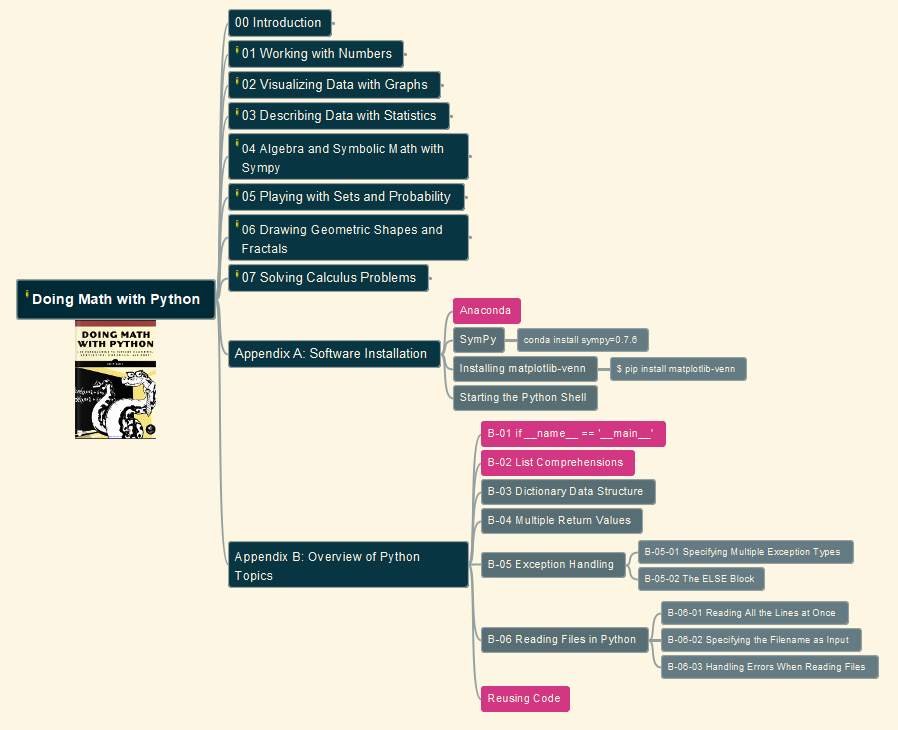 00 Introduction
01 Working with Numbers
02 Visualizing Data with Graphs
03 Describing Data with Statistics
04 Algebra and Symbolic Math with
Sympy
05 Playing with Sets and Probability
06 Drawing Geometric Shapes and
Fractals
07 Solving Calculus Problems
Doing Math with Python
DOING MATH
WITH PYTHON
Appendix A: Software Installation
Anaconda
SymPy
conda install sympy=0.7.6
Installing matplotlib-venn
$ pip install matplotlib-venn
Starting the Python Shell
Appendix B: Overview of Python
Topics
B-01 if __name__ == '__main__'
B-02 List Comprehensions
B-03 Dictionary Data Structure
B-04 Multiple Return Values
B-05 Exception Handling
B-05-01 Specifying Multiple Exception Types
B-05-02 The ELSE Block
B-06 Reading Files in Python
B-06-01 Reading All the Lines at Once
B-06-02 Specifying the Filename as Input
B-06-03 Handling Errors When Reading Files
Reusing Code